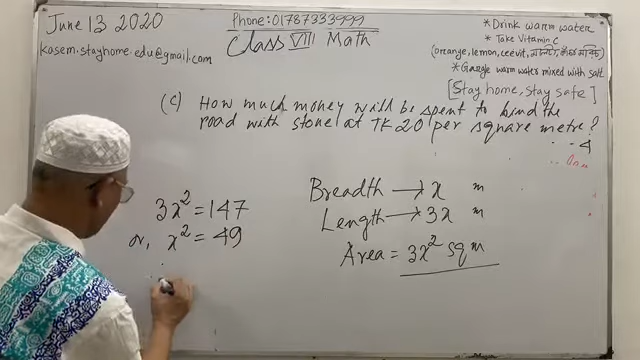 June 13 2020
kasem.stayhome.edu@gmail.com
Phone: 01787333999
Class VIII Math
* Drink warm water
* Take Vitamin C
(orange, lemon, ceevit,
* Gargle warm water mixed with salt
[Stay home, stay safe]
(c) How much money will be spent to bind the
road with stone at TK 20 per square metre?
4
3x² = 147
or, x² = 49
Breadth → x m
Length → 3x m
Area = 3x² sq m